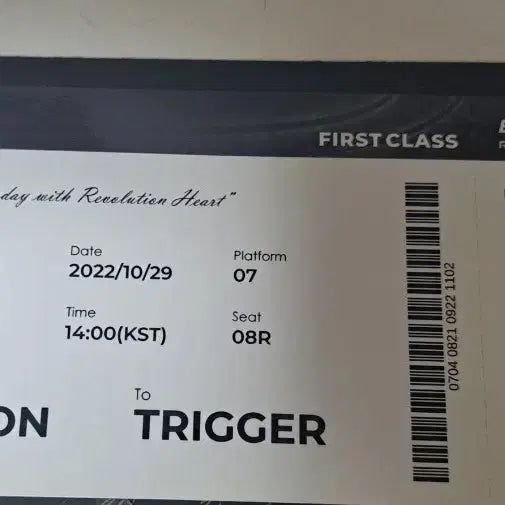 FIRST CLASS
day with Revolution Heart"
Date
2022/10/29
Platform
07
Time
14:00(KST)
Seat
08R
ON
To
TRIGGER
0704 0821 0922 1102